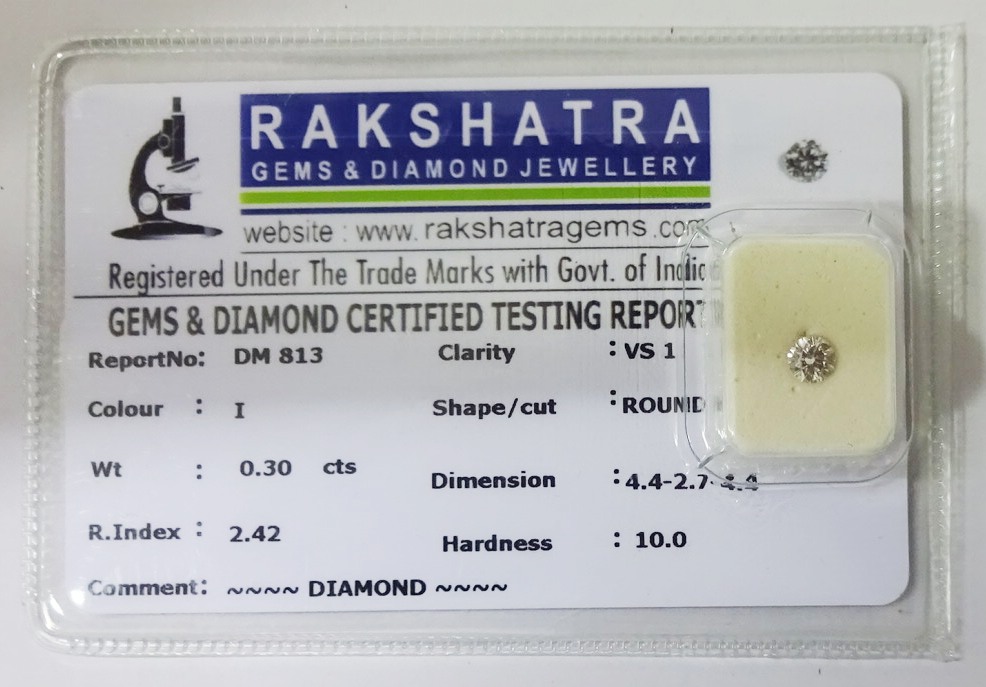 RAKSHATRA
GEMS & DIAMOND JEWELLERY
website : www. rakshatragems .com
Registered Under The Trade Marks with Govt. of India
GEMS & DIAMOND CERTIFIED TESTING REPORT
ReportNo: DM 813 Clarity : VS 1
Colour : I Shape/cut : ROUND
Wt : 0.30 cts Dimension : 4.4-2.7-4.4
R.Index : 2.42 Hardness : 10.0
Comment: ~~~~ DIAMOND ~~~~